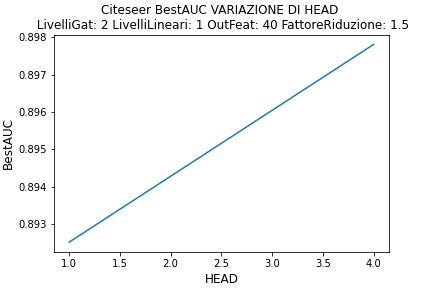 Citeseer BestAUC VARIAZIONE DI HEAD
LivelliGat: 2 LivelliLineari: 1 OutFeat: 40 FattoreRiduzione: 1.5
0.898
0.897
0.896
0.895
0.894
0.893
BestAUC
1.0 1.5 2.0 2.5 3.0 3.5 4.0
HEAD